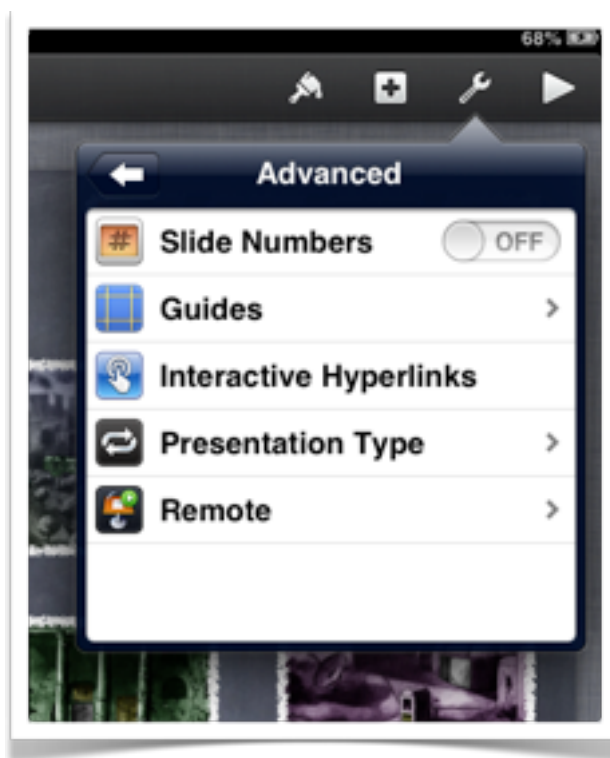 68%
Advanced
#
Slide Numbers OFF
Guides
Interactive Hyperlinks
Presentation Type
Remote